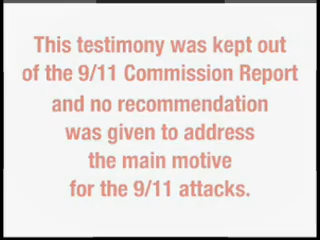 This testimony was kept out
of the 9/11 Commission Report
and no recommendation
was given to address
the main motive
for the 9/11 attacks.